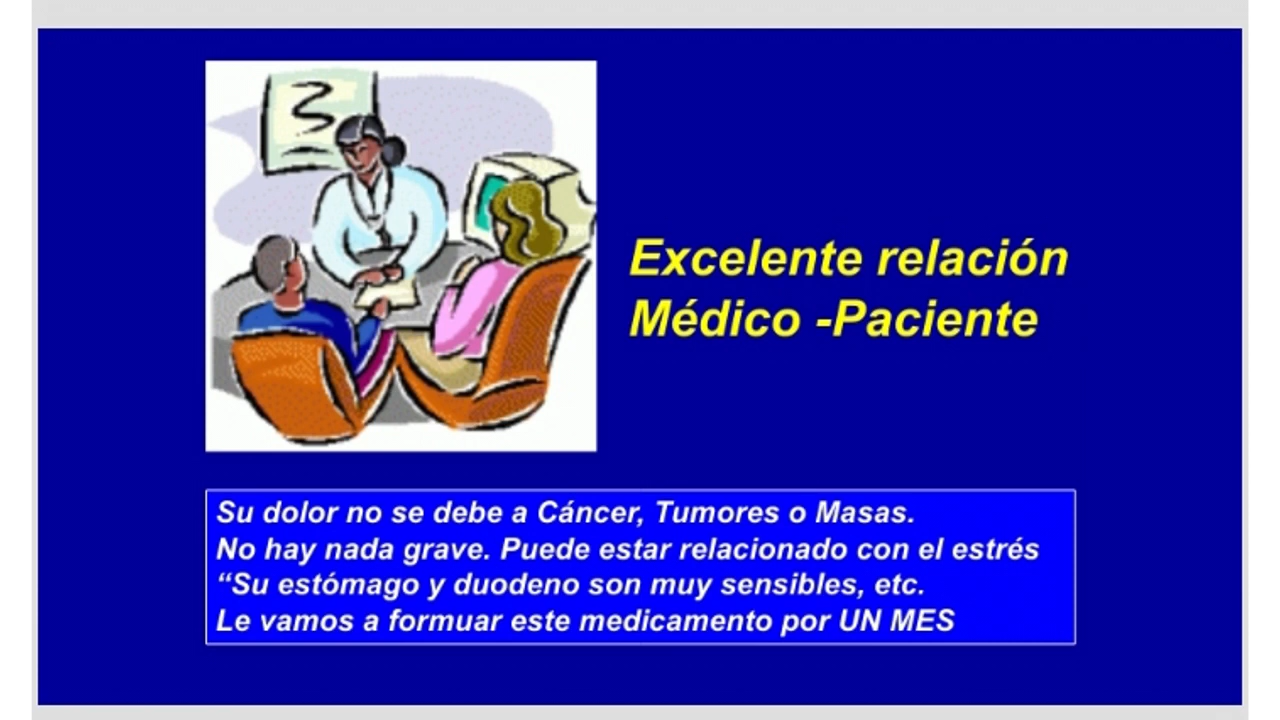 Excelente relación
Médico -Paciente
Su dolor no se debe a Cáncer, Tumores o Masas.
No hay nada grave. Puede estar relacionado con el estrés
“Su estómago y duodeno son muy sensibles, etc.
Le vamos a formuar este medicamento por UN MES